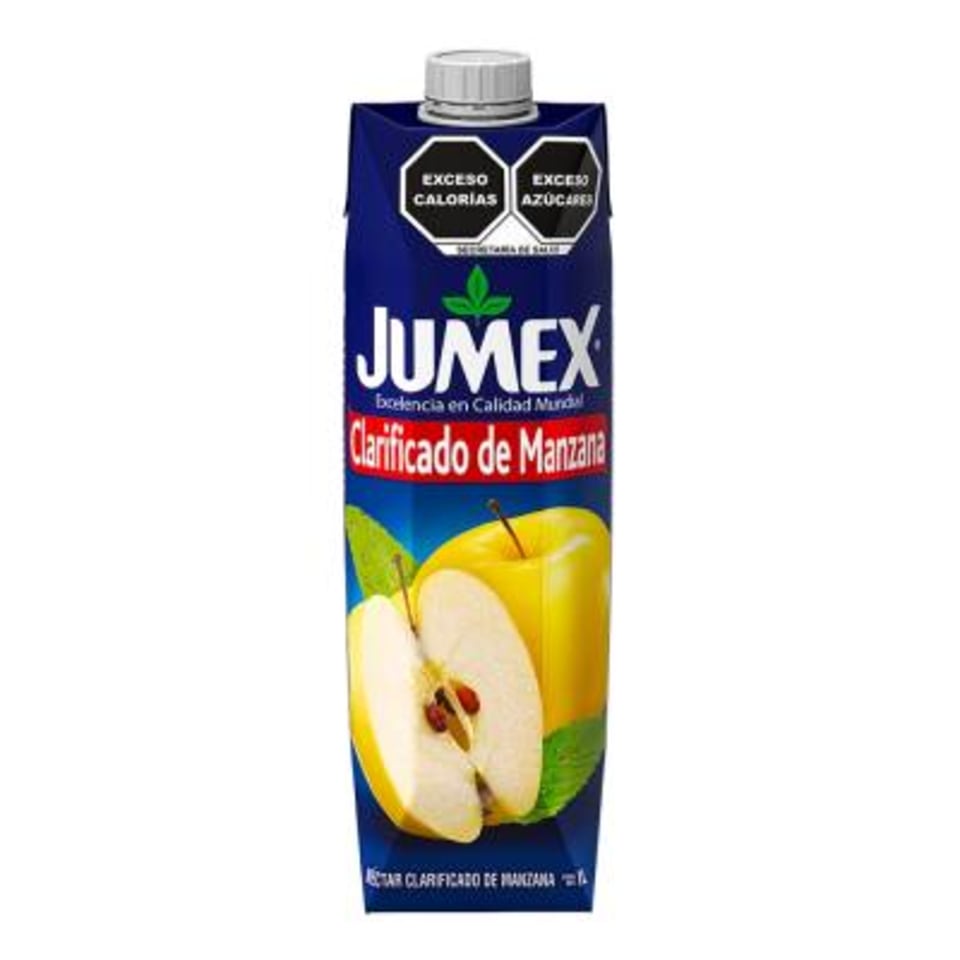 EXCESO
CALORÍAS
EXCESO
AZÚCARES
SECRETARÍA DE SALUD
JUMEX
Excelencia en Calidad Mundial
Clarificado de Manzana
NÉCTAR CLARIFICADO DE MANZANA
1L